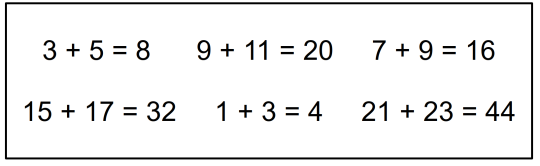 3 + 5 = 8 9 + 11 = 20 7 + 9 = 16
15 + 17 = 32 1 + 3 = 4 21 + 23 = 44